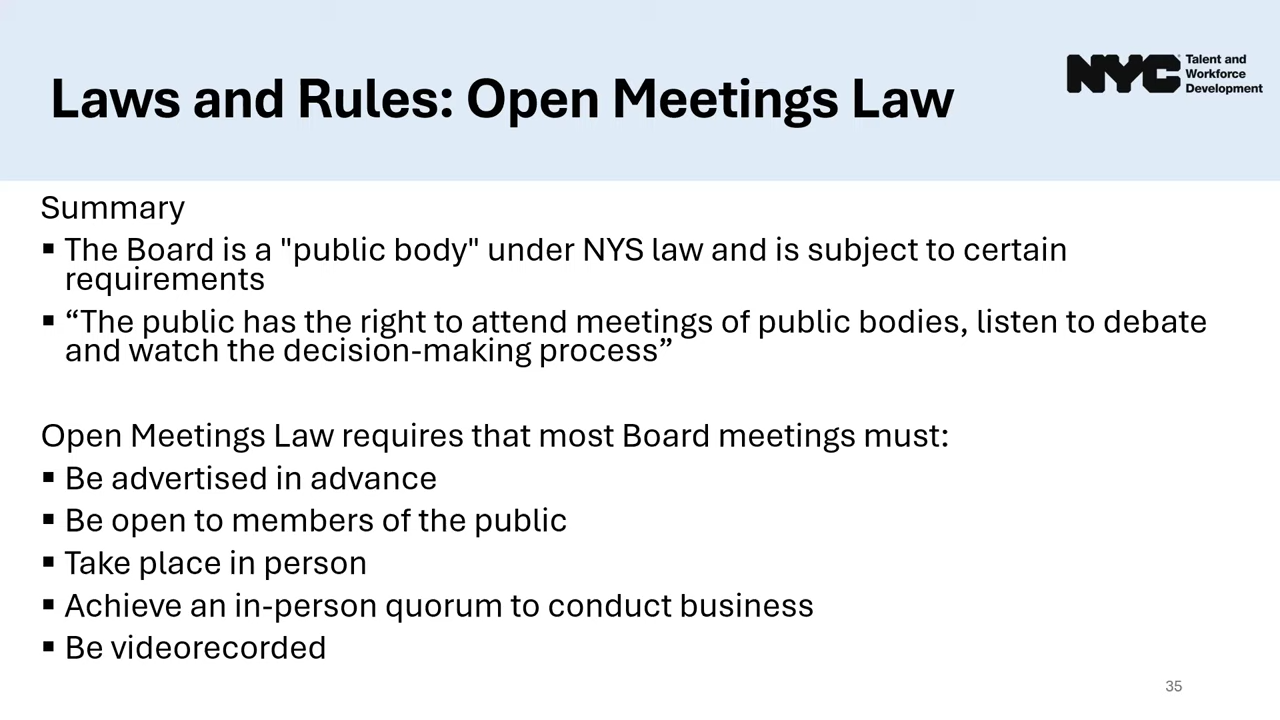 Laws and Rules: Open Meetings Law
NYC Talent and
Workforce
Development
Summary
▪ The Board is a "public body" under NYS law and is subject to certain
requirements
▪ “The public has the right to attend meetings of public bodies, listen to debate
and watch the decision-making process”
Open Meetings Law requires that most Board meetings must:
▪ Be advertised in advance
▪ Be open to members of the public
▪ Take place in person
▪ Achieve an in-person quorum to conduct business
▪ Be videorecorded
35